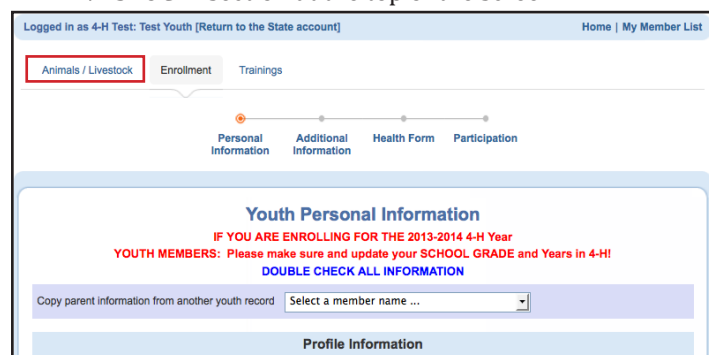 Logged in as 4-H Test: Test Youth [Return to the State account] Home | My Member List
Animals / Livestock Enrollment Trainings
Personal Information Additional Information Health Form Participation
Youth Personal Information
IF YOU ARE ENROLLING FOR THE 2013-2014 4-H Year
YOUTH MEMBERS: Please make sure and update your SCHOOL GRADE and Years in 4-H!
DOUBLE CHECK ALL INFORMATION
Copy parent information from another youth record Select a member name ...
Profile Information